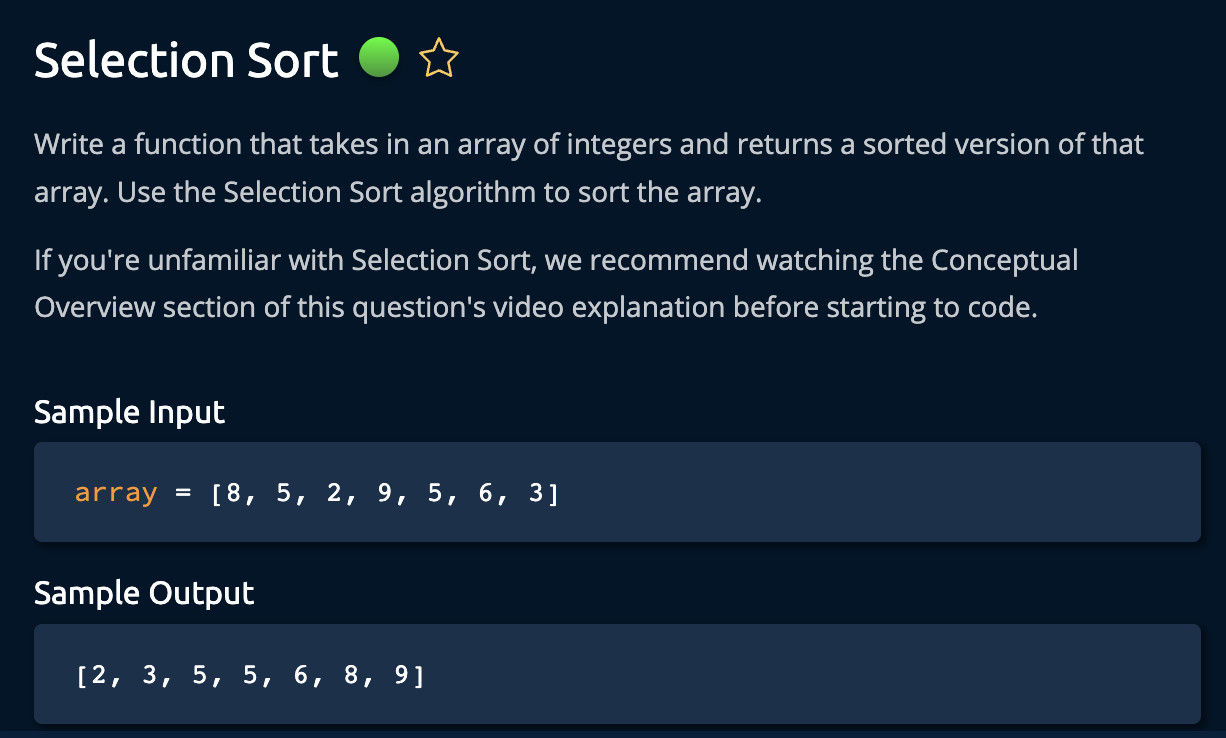 Selection Sort
Write a function that takes in an array of integers and returns a sorted version of that
array. Use the Selection Sort algorithm to sort the array.
If you're unfamiliar with Selection Sort, we recommend watching the Conceptual
Overview section of this question's video explanation before starting to code.
Sample Input
array = [8, 5, 2, 9, 5, 6, 3]
Sample Output
[2, 3, 5, 5, 6, 8, 9]